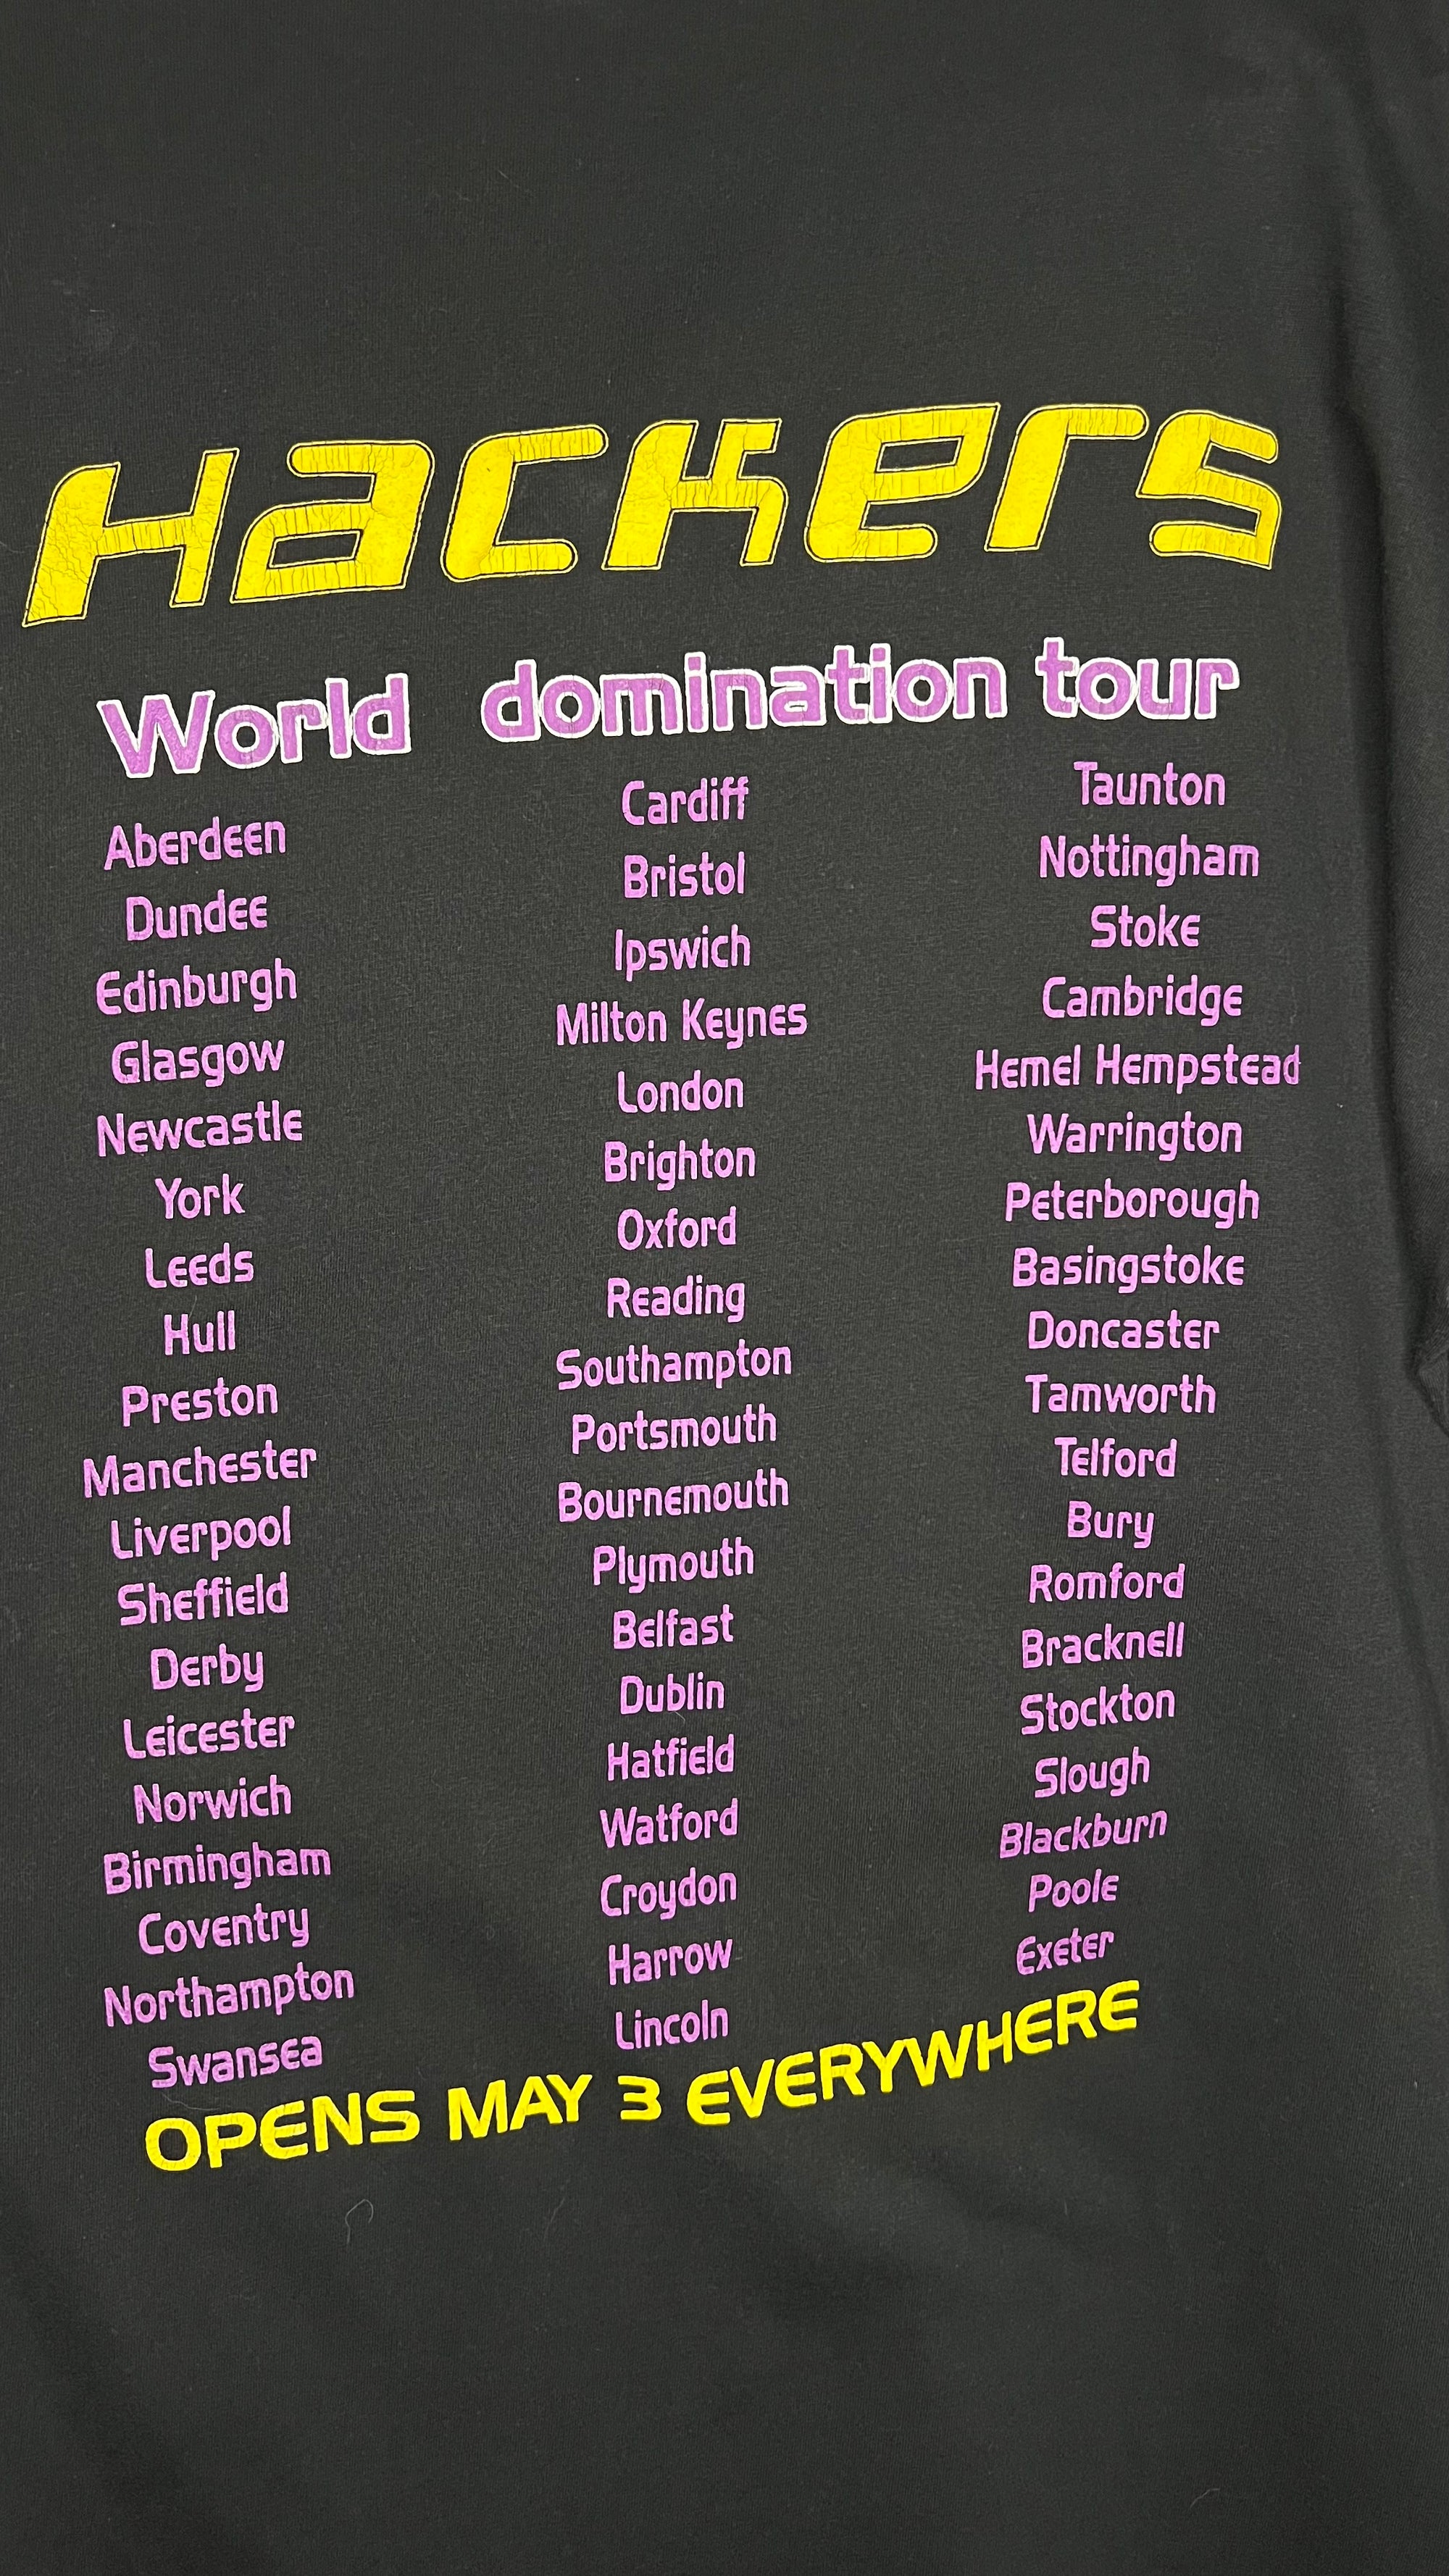 Hackers
World domination tour
Aberdeen
Dundee
Edinburgh
Glasgow
Newcastle
York
Leeds
Hull
Preston
Manchester
Liverpool
Sheffield
Derby
Leicester
Norwich
Birmingham
Coventry
Northampton
Swansea
Cardiff
Bristol
Ipswich
Milton Keynes
London
Brighton
Oxford
Reading
Southampton
Portsmouth
Bournemouth
Plymouth
Belfast
Dublin
Hatfield
Watford
Croydon
Harrow
Lincoln
Taunton
Nottingham
Stoke
Cambridge
Hemel Hempstead
Warrington
Peterborough
Basingstoke
Doncaster
Tamworth
Telford
Bury
Romford
Bracknell
Stockton
Slough
Blackburn
Poole
Exeter
OPENS MAY 3 EVERYWHERE